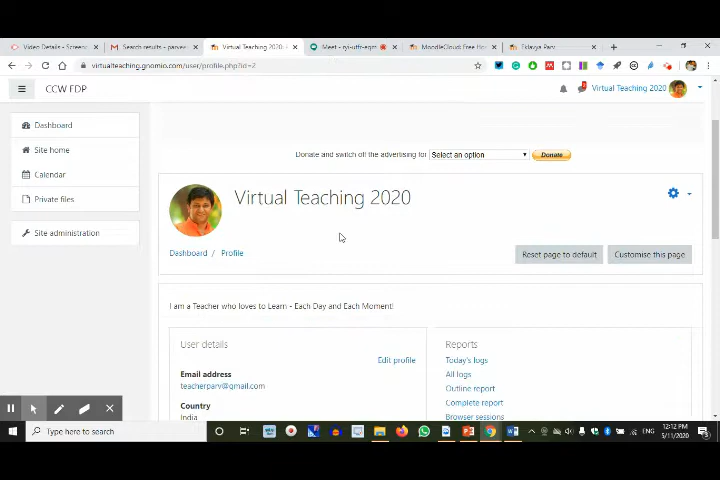 Video Details - Screenc
Search results - parvee
Virtual Teaching 2020:
Meet - ryi-utfr-eqm
MoodleCloud: Free Ho
Eklavya Parv
virtualteaching.gnomio.com/user/profile.php?id=2
CCW FDP
Virtual Teaching 2020
Dashboard
Site home
Calendar
Private files
Site administration
Donate and switch off the advertising for
Select an option
Donate
Virtual Teaching 2020
Dashboard / Profile
Reset page to default
Customise this page
I am a Teacher who loves to Learn - Each Day and Each Moment!
User details
Edit profile
Email address
teacherparv@gmail.com
Country
India
Reports
Today's logs
All logs
Outline report
Complete report
Browser sessions
Type here to search
ENG
12:12 PM
5/11/2020